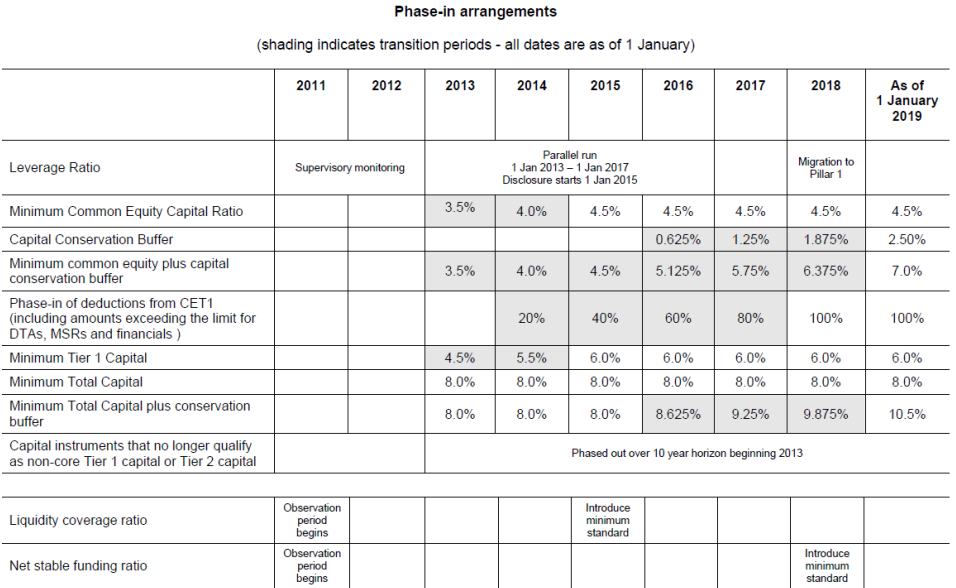 Phase-in arrangements
(shading indicates transition periods - all dates are as of 1 January)
2011 2012 2013 2014 2015 2016 2017 2018 As of
1 January
2019
Leverage Ratio Supervisory monitoring Parallel run
1 Jan 2013 – 1 Jan 2017
Disclosure starts 1 Jan 2015 Migration to
Pillar 1
Minimum Common Equity Capital Ratio 3.5% 4.0% 4.5% 4.5% 4.5% 4.5% 4.5%
Capital Conservation Buffer 0.625% 1.25% 1.875% 2.50%
Minimum common equity plus capital
conservation buffer 3.5% 4.0% 4.5% 5.125% 5.75% 6.375% 7.0%
Phase-in of deductions from CET1
(including amounts exceeding the limit for
DTAs, MSRs and financials ) 20% 40% 60% 80% 100% 100%
Minimum Tier 1 Capital 4.5% 5.5% 6.0% 6.0% 6.0% 6.0% 6.0%
Minimum Total Capital 8.0% 8.0% 8.0% 8.0% 8.0% 8.0% 8.0%
Minimum Total Capital plus conservation
buffer 8.0% 8.0% 8.0% 8.625% 9.25% 9.875% 10.5%
Capital instruments that no longer qualify
as non-core Tier 1 capital or Tier 2 capital Phased out over 10 year horizon beginning 2013
Liquidity coverage ratio Observation
period
begins Introduce
minimum
standard
Net stable funding ratio Observation
period
begins Introduce
minimum
standard